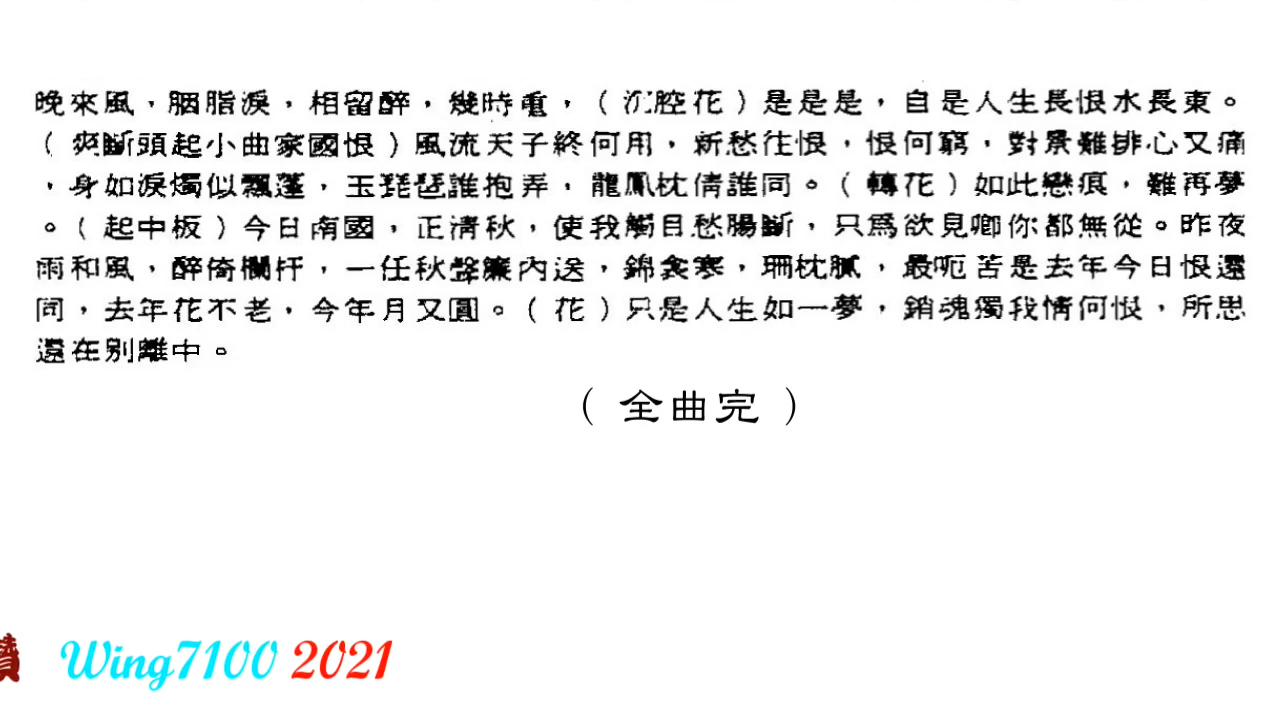 晚來風，胭脂淚，相留醉，幾時重，（沉腔花）是是是，自是人生長恨水長東。
（爽斷頭起小曲家國恨）風流天子終何用，新愁往恨，恨何窮，對景難排心又痛
，身如淚燭似飄蓬，玉琵琶誰抱弄，龍鳳枕倩誰同。（轉花）如此戀痕，難再夢
。（起中板）今日南國，正清秋，使我觸目愁腸斷，只為欲見卿你都無從。昨夜
雨和風，醉倚欄杆，一任秋聲簾內送，錦衾寒，珊枕膩，最呃苦是去年今日恨還
同，去年花不老，今年月又圓。（花）只是人生如一夢，銷魂獨我情何恨，所思
還在別離中。
（全曲完）
Wing7100 2021